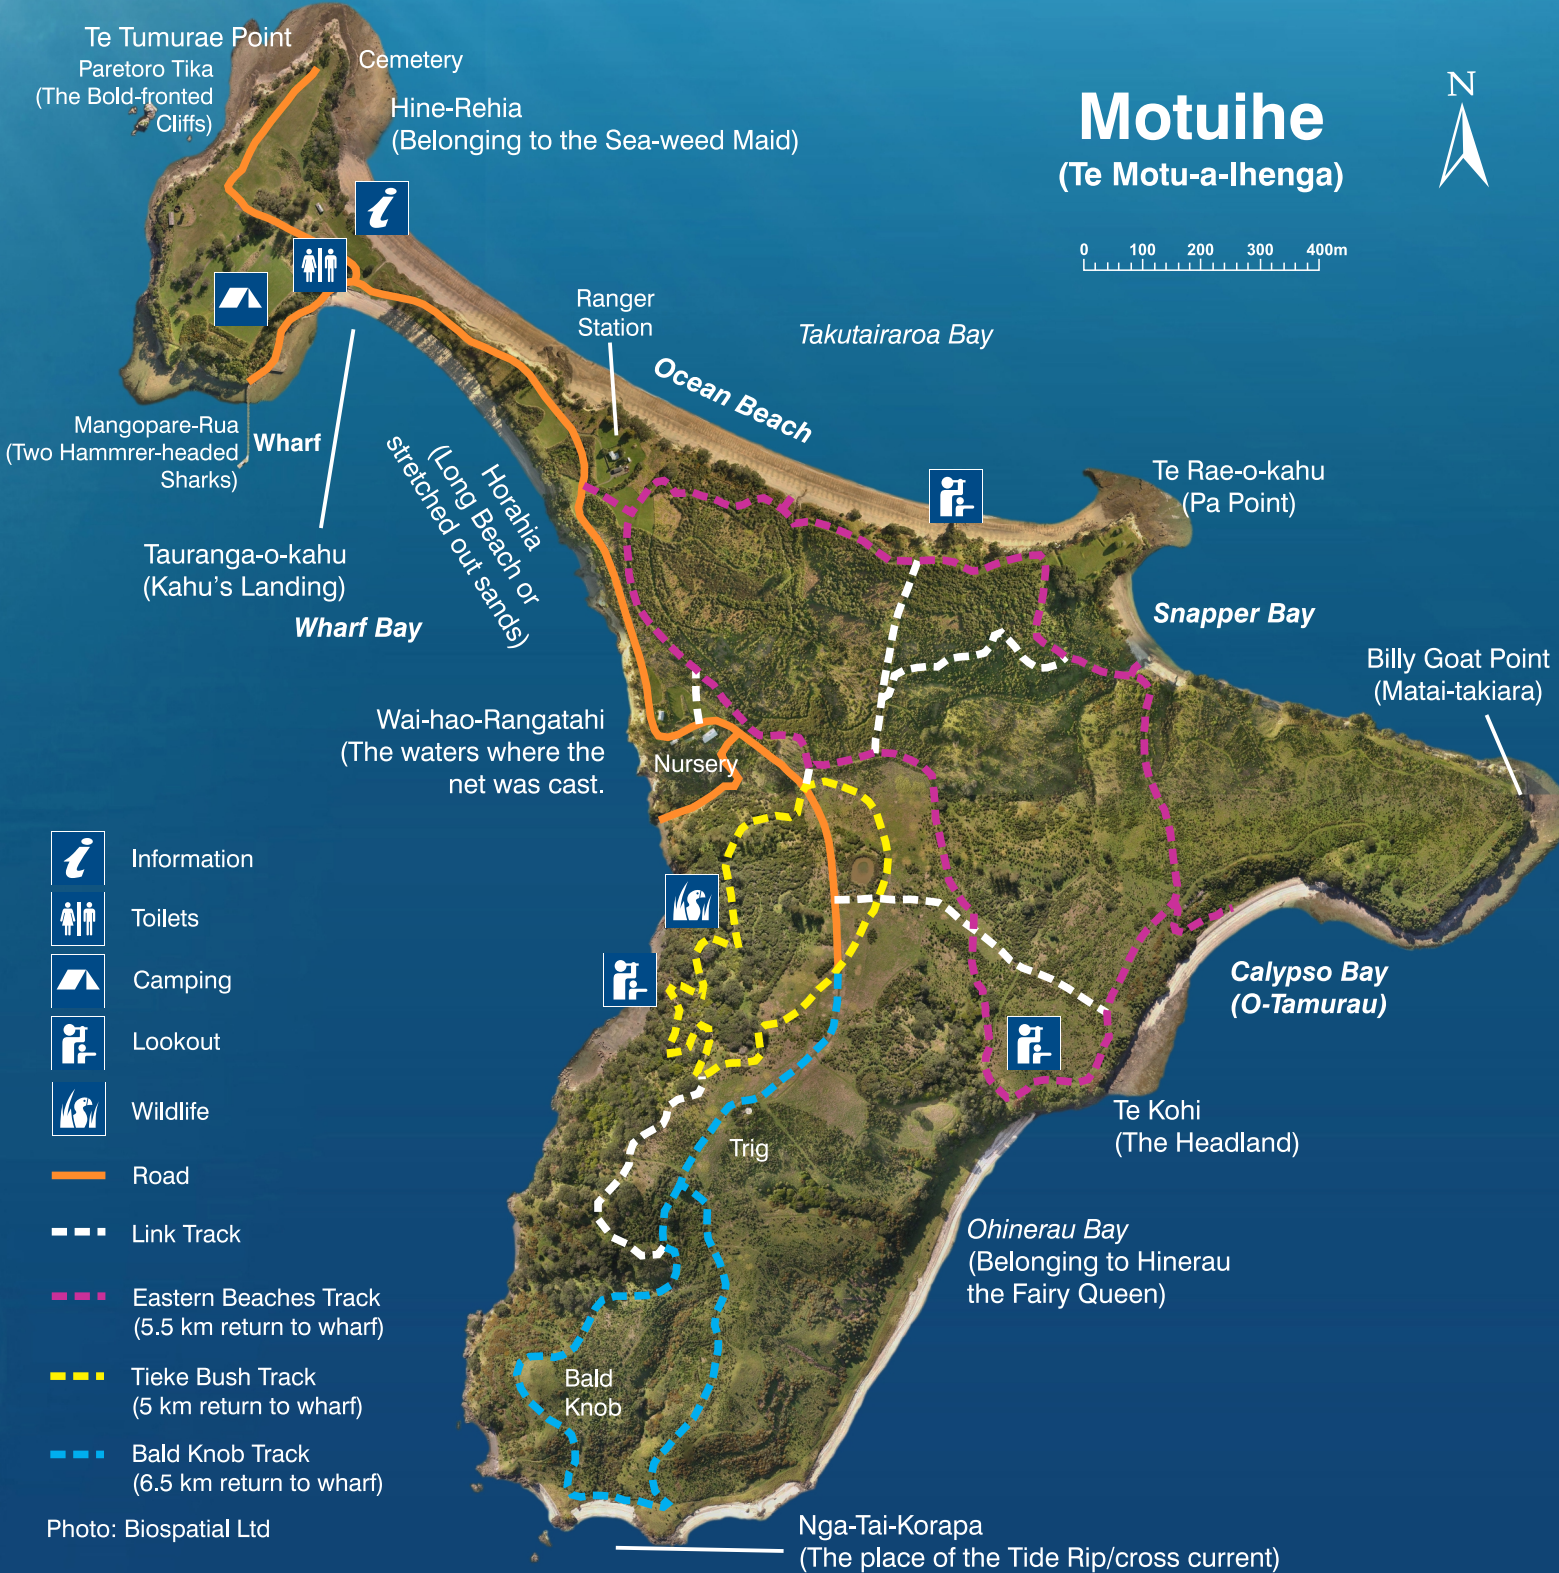 Te Tumurae Point
Paretoro Tika
(The Bold-fronted
Cliffs)
Cemetery
Hine-Rehia
(Belonging to the Sea-weed Maid)
Motuihe
(Te Motu-a-Ihenga)
N
0 100 200 300 400m
Ranger
Station
Takutairaroa Bay
Ocean Beach
Mangopare-Rua
(Two Hammrer-headed
Sharks)
Wharf
Horahia
(Long Beach or
stretched out sands)
Te Rae-o-kahu
(Pa Point)
Tauranga-o-kahu
(Kahu's Landing)
Wharf Bay
Snapper Bay
Billy Goat Point
(Matai-takiara)
Wai-hao-Rangatahi
(The waters where the
net was cast.
Nursery
Information
Toilets
Camping
Lookout
Wildlife
Road
Link Track
Eastern Beaches Track
(5.5 km return to wharf)
Tieke Bush Track
(5 km return to wharf)
Bald Knob Track
(6.5 km return to wharf)
Photo: Biospatial Ltd
Calypso Bay
(O-Tamurau)
Te Kohi
(The Headland)
Trig
Ohinerau Bay
(Belonging to Hinerau
the Fairy Queen)
Bald
Knob
Nga-Tai-Korapa
(The place of the Tide Rip/cross current)